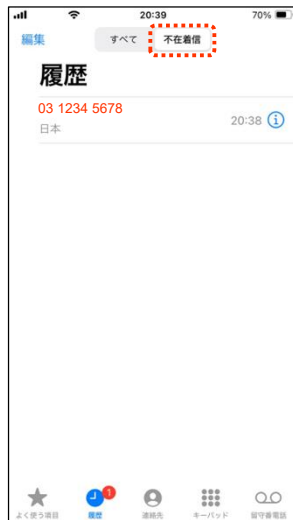 20:39 70%
編集 すべて 不在着信
履歴
03 1234 5678
日本 20:38
1
よく使う項目 履歴 連絡先 キーパッド 留守番電話